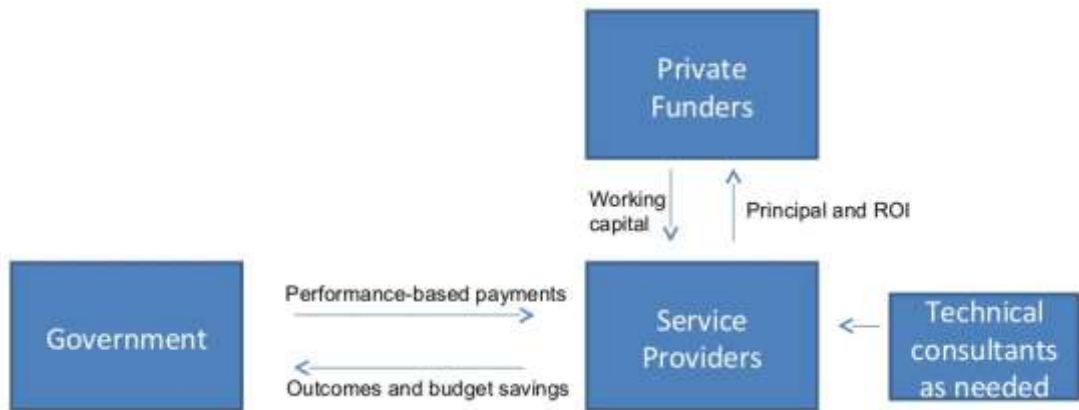 Private
Funders
Working
capital
Principal and ROI
Government
Performance-based payments
Outcomes and budget savings
Service
Providers
Technical
consultants
as needed